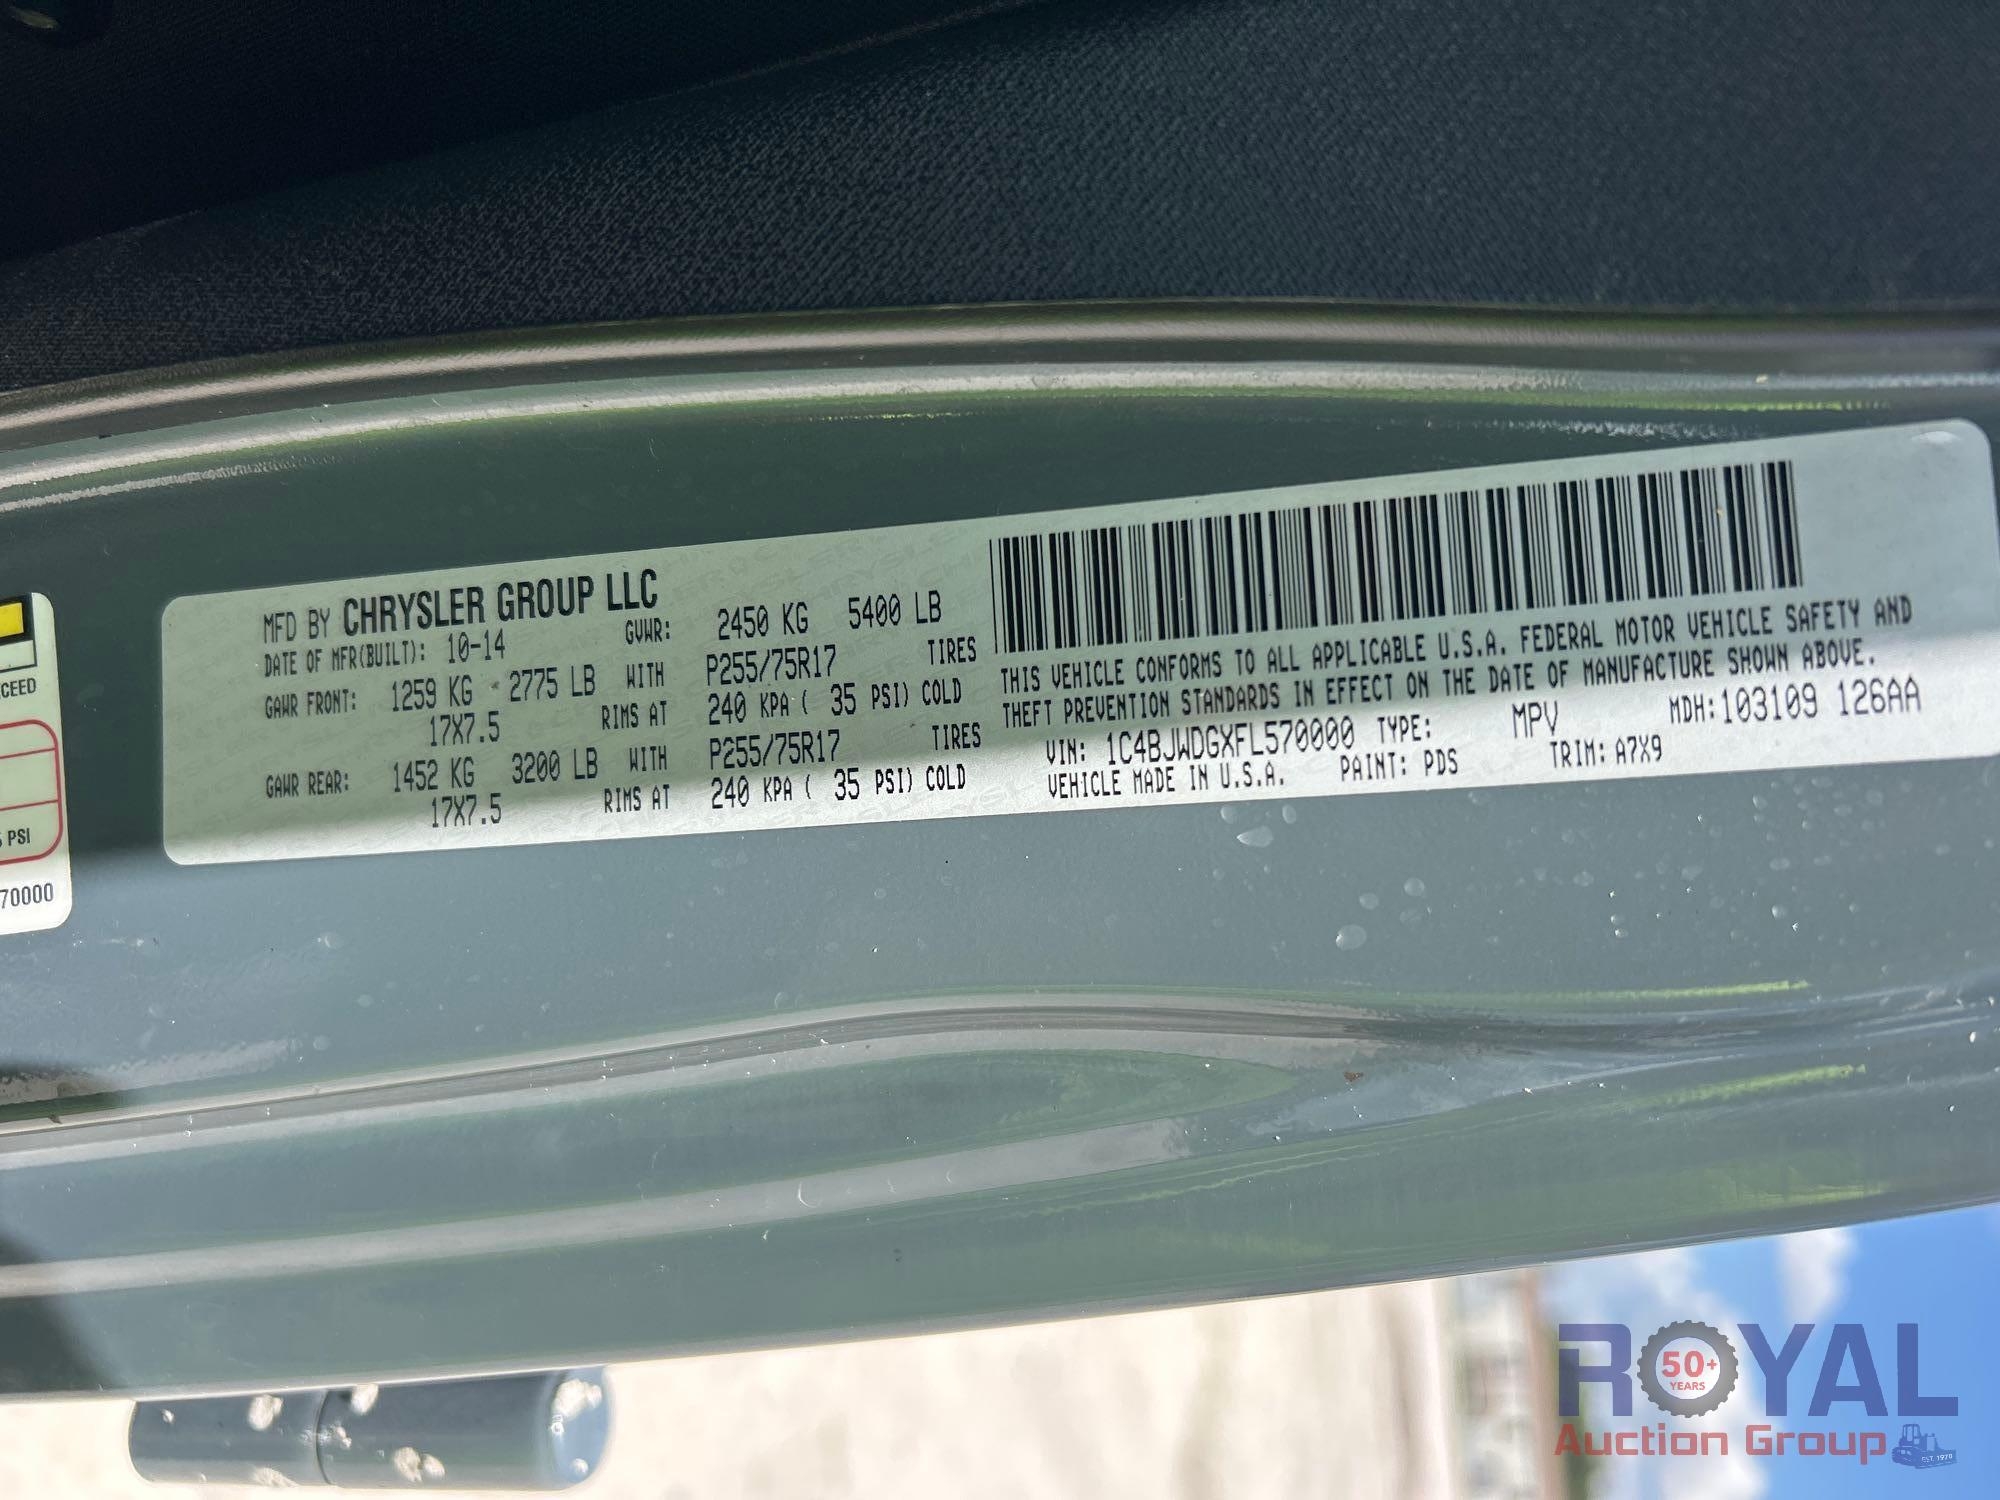 MFD BY CHRYSLER GROUP LLC
DATE OF MFR(BUILT): 10-14 GVWR: 2450 KG 5400 LB
GAWR FRONT: 1259 KG 2775 LB WITH P255/75R17 TIRES
17X7.5 RIMS AT 240 KPA ( 35 PSI) COLD
GAWR REAR: 1452 KG 3200 LB WITH P255/75R17 TIRES
17X7.5 RIMS AT 240 KPA ( 35 PSI) COLD
THIS VEHICLE CONFORMS TO ALL APPLICABLE U.S.A. FEDERAL MOTOR VEHICLE SAFETY AND
THEFT PREVENTION STANDARDS IN EFFECT ON THE DATE OF MANUFACTURE SHOWN ABOVE.
VIN: 1C4BJWDGXFL570000 TYPE: MPV MDH:103109 126AA
VEHICLE MADE IN U.S.A. PAINT: PDS TRIM: A7X9
CEED
PSI
70000
ROYAL
50+
YEARS
Auction Group
EST. 1970